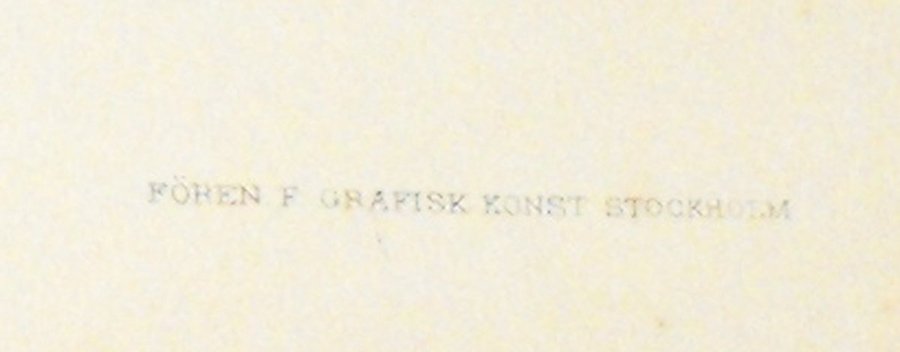 FÖREN F GRAFISK KONST STOCKHOLM